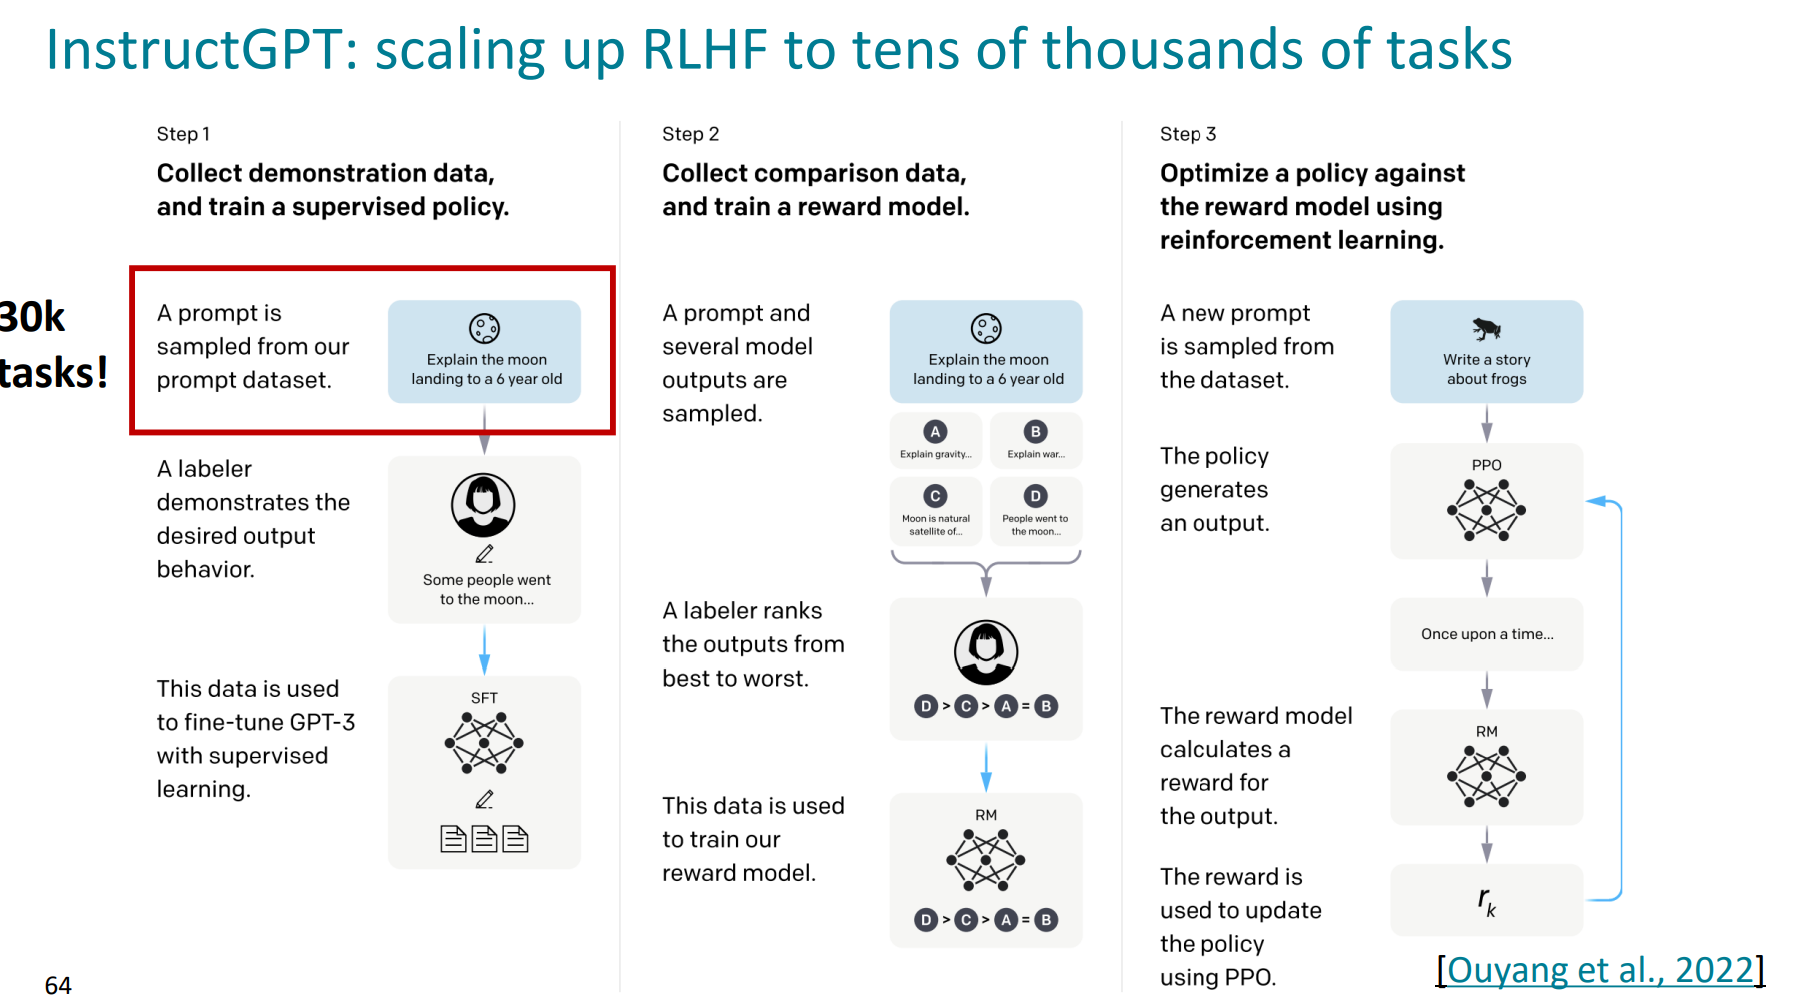 InstructGPT: scaling up RLHF to tens of thousands of tasks
30k
tasks!
Step 1
Collect demonstration data,
and train a supervised policy.
A prompt is
sampled from our
prompt dataset.
Explain the moon
landing to a 6 year old
A labeler
demonstrates the
desired output
behavior.
Some people went
to the moon...
This data is used
to fine-tune GPT-3
with supervised
learning.
SFT
Step 2
Collect comparison data,
and train a reward model.
A prompt and
several model
outputs are
sampled.
Explain the moon
landing to a 6 year old
A
Explain gravity...
B
Explain war...
C
Moon is natural
satellite of...
D
People went to
the moon...
A labeler ranks
the outputs from
best to worst.
D > C > A = B
This data is used
to train our
reward model.
RM
D > C > A = B
Step 3
Optimize a policy against
the reward model using
reinforcement learning.
A new prompt
is sampled from
the dataset.
Write a story
about frogs
The policy
generates
an output.
PPO
Once upon a time...
The reward model
calculates a
reward for
the output.
RM
The reward is
used to update
the policy
using PPO.
rk
[Ouyang et al., 2022]
64